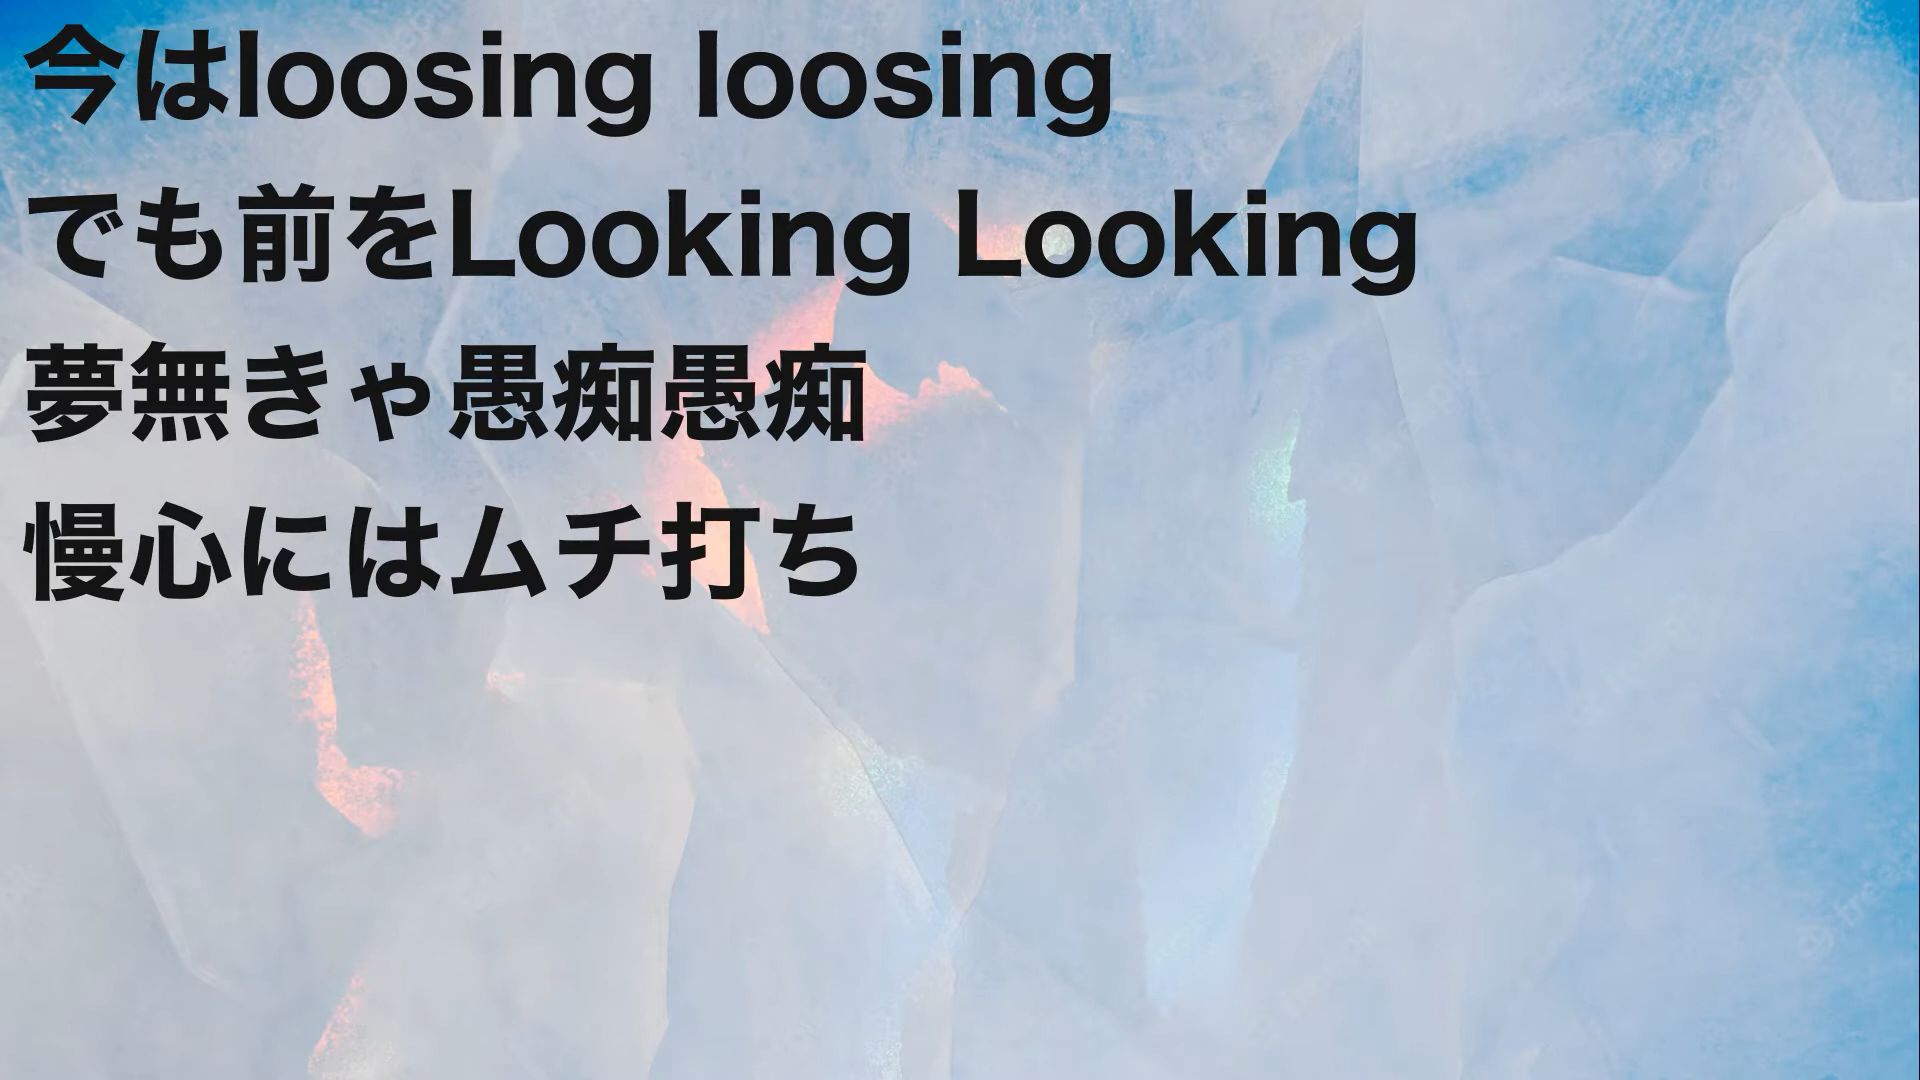 今はloosing loosing
でも前をLooking Looking
夢無きゃ愚痴愚痴
慢心にはムチ打ち